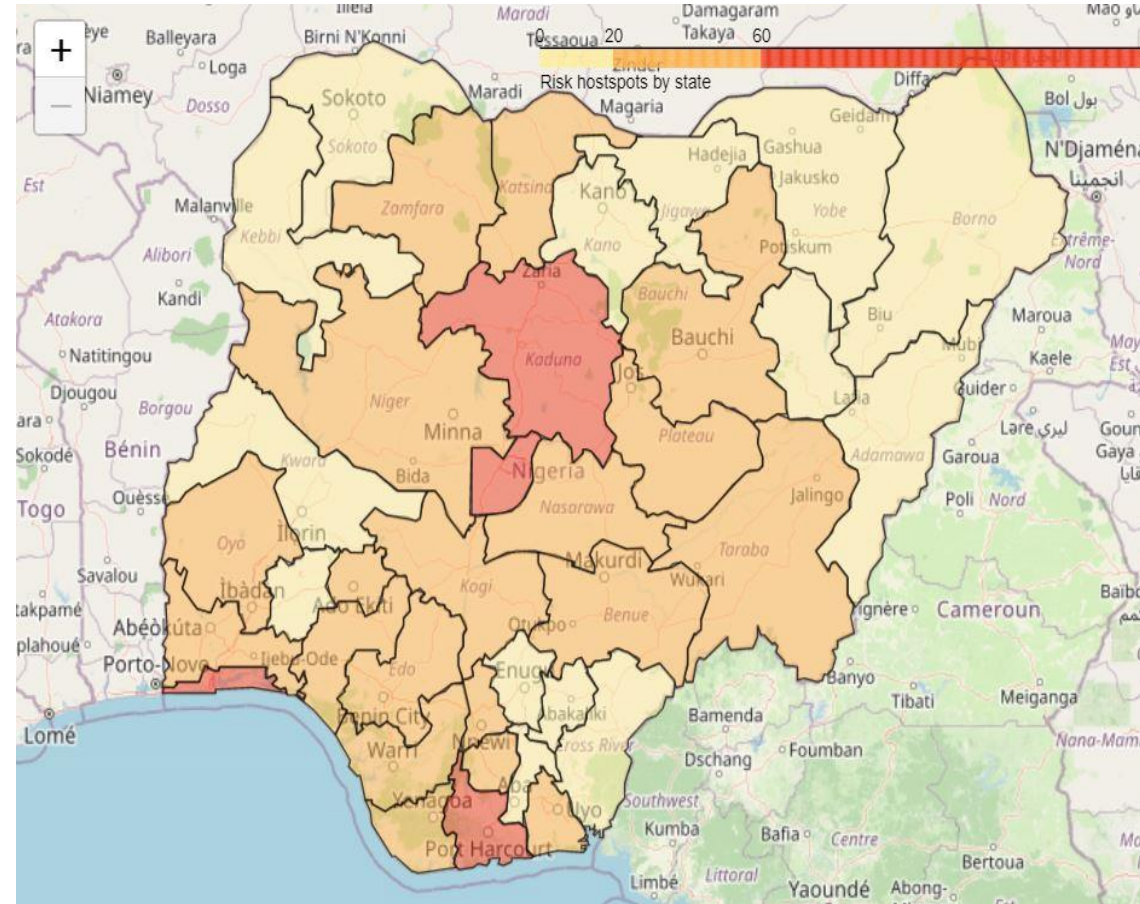 Illela
Maradi
Damagaram
Takaya
Balleyara
Birni N'Konni
Tessaoua
0
20
60
Zinder
Loga
Risk hostspots by state
Diffa
Niamey
Dosso
Sokoto
Maradi
Magaria
Bol بول
Geidam
Sokoto
Hadejia
Gashua
N'Djaména
انجمينا
Est
Katsina
Kano
Jakusko
Malanville
Zamfara
Jigawa
Yobe
Borno
Kebbi
Kano
Potiskum
Extrême-
Nord
Alibori
Zaria
Kandi
Bauchi
Atakora
Bauchi
Biu
Maroua
Natitingou
Kaduna
Jos
Mubi
Kaele
Djougou
Guider
Borgou
Niger
Minna
Lafia
Bénin
Plateau
Lare ليري
Sokodé
Kwara
Bida
Nigeria
Adamawa
Garoua
Ouèssè
Jalingo
Poli
Nord
Togo
Nasarawa
Ilorin
Oyo
Makurdi
Taraba
Savalou
Ìbàdàn
Ado Ekiti
Kogi
Wukari
Benue
Cameroun
Abéòkúta
Otukpo
Porto-Novo
Ijebu-Ode
Edo
Enugu
Banyo
Tibati
Meiganga
Lomé
Benin City
Abakaliki
Bamenda
Warri
Nnewi
Cross River
Foumban
Dschang
Aba
Yenagoa
Uyo
Southwest
Port Harcourt
Kumba
Bafia
Centre
Bertoua
Limbé
Littoral
Yaoundé
Abong-